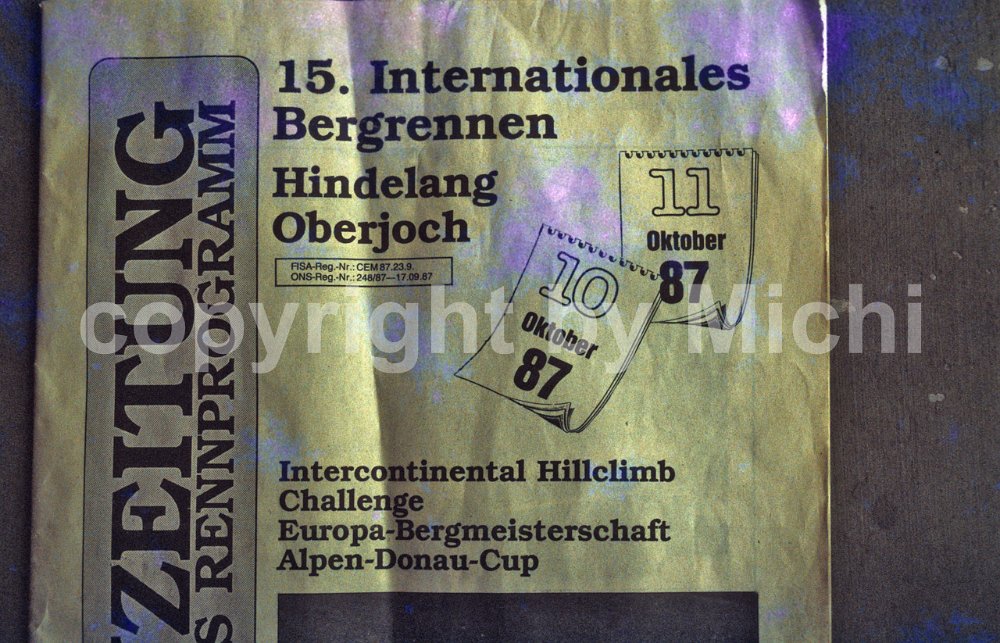 ZEITUNG
RENNPROGRAMM
15. Internationales
Bergrennen
Hindelang
Oberjoch
FISA-Reg.-Nr.: CEM 87.23.9.
ONS-Reg.-Nr.: 248/87—17.09.87
11
Oktober
87
10
Oktober
87
copyright by Michi
Intercontinental Hillclimb
Challenge
Europa-Bergmeisterschaft
Alpen-Donau-Cup